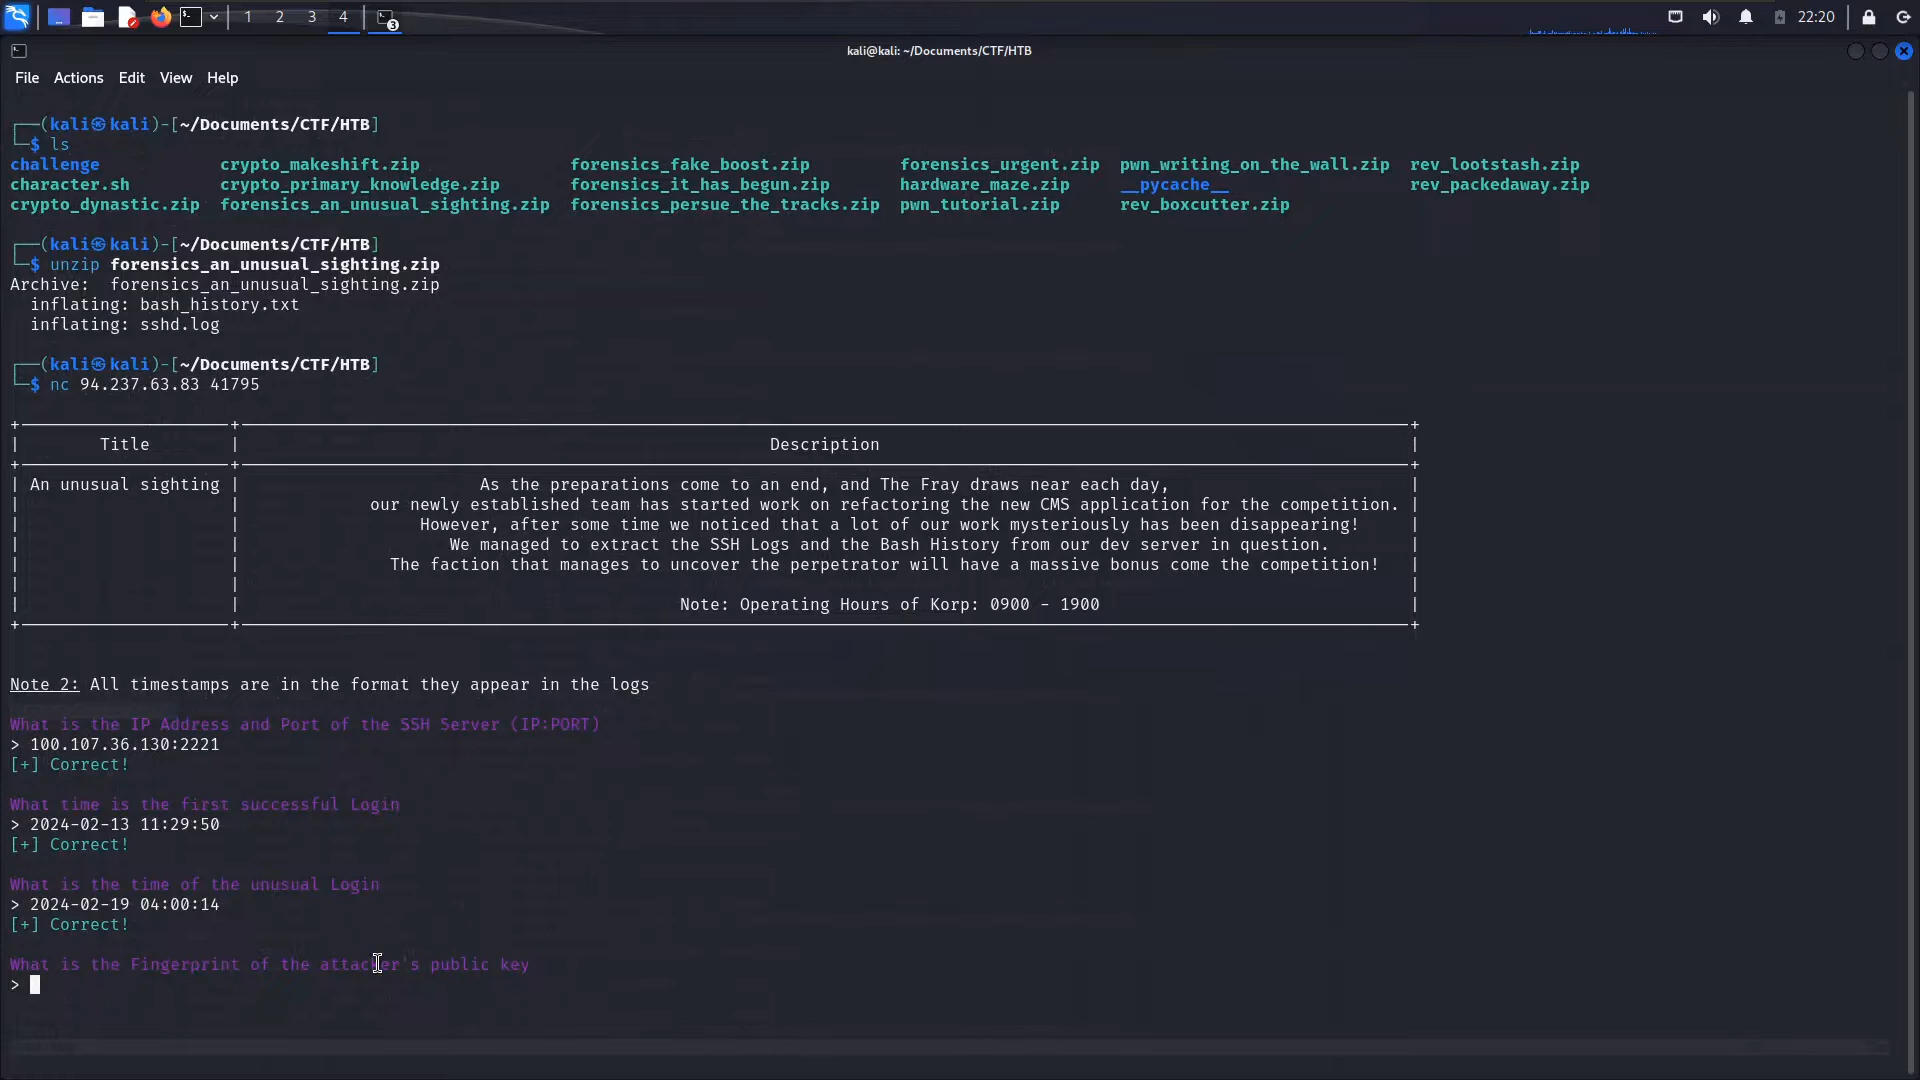 1 2 3 4 3 22:20
kali@kali: ~/Documents/CTF/HTB
File Actions Edit View Help
┌──(kali㉿kali)-[~/Documents/CTF/HTB]
└─$ ls
challenge crypto_makeshift.zip forensics_fake_boost.zip forensics_urgent.zip pwn_writing_on_the_wall.zip rev_lootstash.zip
character.sh crypto_primary_knowledge.zip forensics_it_has_begun.zip hardware_maze.zip __pycache__ rev_packedaway.zip
crypto_dynastic.zip forensics_an_unusual_sighting.zip forensics_persue_the_tracks.zip pwn_tutorial.zip rev_boxcutter.zip
┌──(kali㉿kali)-[~/Documents/CTF/HTB]
└─$ unzip forensics_an_unusual_sighting.zip
Archive: forensics_an_unusual_sighting.zip
inflating: bash_history.txt
inflating: sshd.log
┌──(kali㉿kali)-[~/Documents/CTF/HTB]
└─$ nc 94.237.63.83 41795
Title | Description
An unusual sighting | As the preparations come to an end, and The Fray draws near each day,
our newly established team has started work on refactoring the new CMS application for the competition.
However, after some time we noticed that a lot of our work mysteriously has been disappearing!
We managed to extract the SSH Logs and the Bash History from our dev server in question.
The faction that manages to uncover the perpetrator will have a massive bonus come the competition!
Note: Operating Hours of Korp: 0900 - 1900
Note 2: All timestamps are in the format they appear in the logs
What is the IP Address and Port of the SSH Server (IP:PORT)
> 100.107.36.130:2221
[+] Correct!
What time is the first successful Login
> 2024-02-13 11:29:50
[+] Correct!
What is the time of the unusual Login
> 2024-02-19 04:00:14
[+] Correct!
What is the Fingerprint of the attacker's public key
>